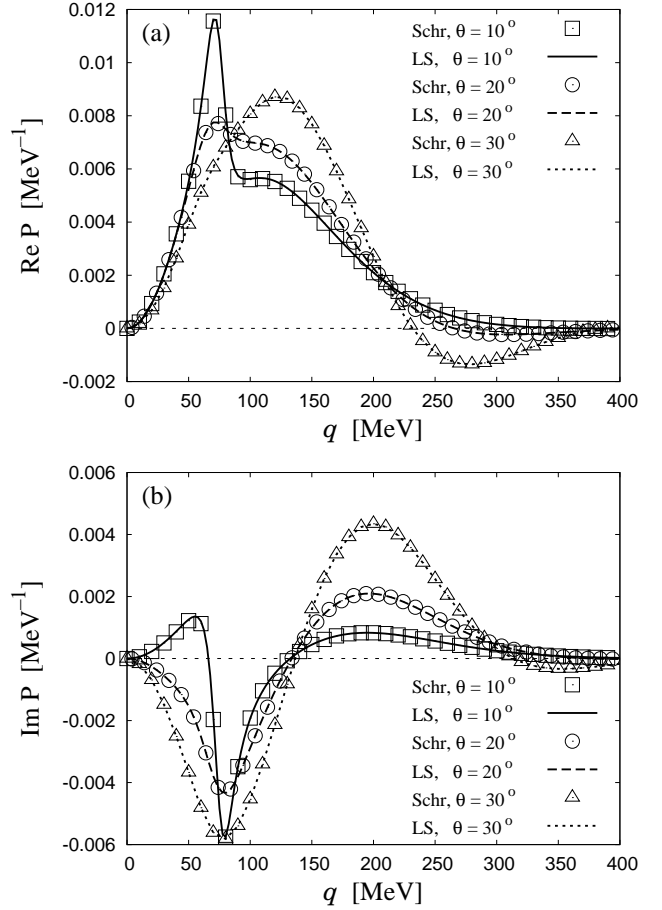 (a)
Schr, θ = 10°
LS, θ = 10°
Schr, θ = 20°
LS, θ = 20°
Schr, θ = 30°
LS, θ = 30°
Re P [MeV⁻¹]
0.012
0.01
0.008
0.006
0.004
0.002
0
-0.002
0 50 100 150 200 250 300 350 400
q [MeV]
(b)
Im P [MeV⁻¹]
0.006
0.004
0.002
0
-0.002
-0.004
-0.006
Schr, θ = 10°
LS, θ = 10°
Schr, θ = 20°
LS, θ = 20°
Schr, θ = 30°
LS, θ = 30°
0 50 100 150 200 250 300 350 400
q [MeV]